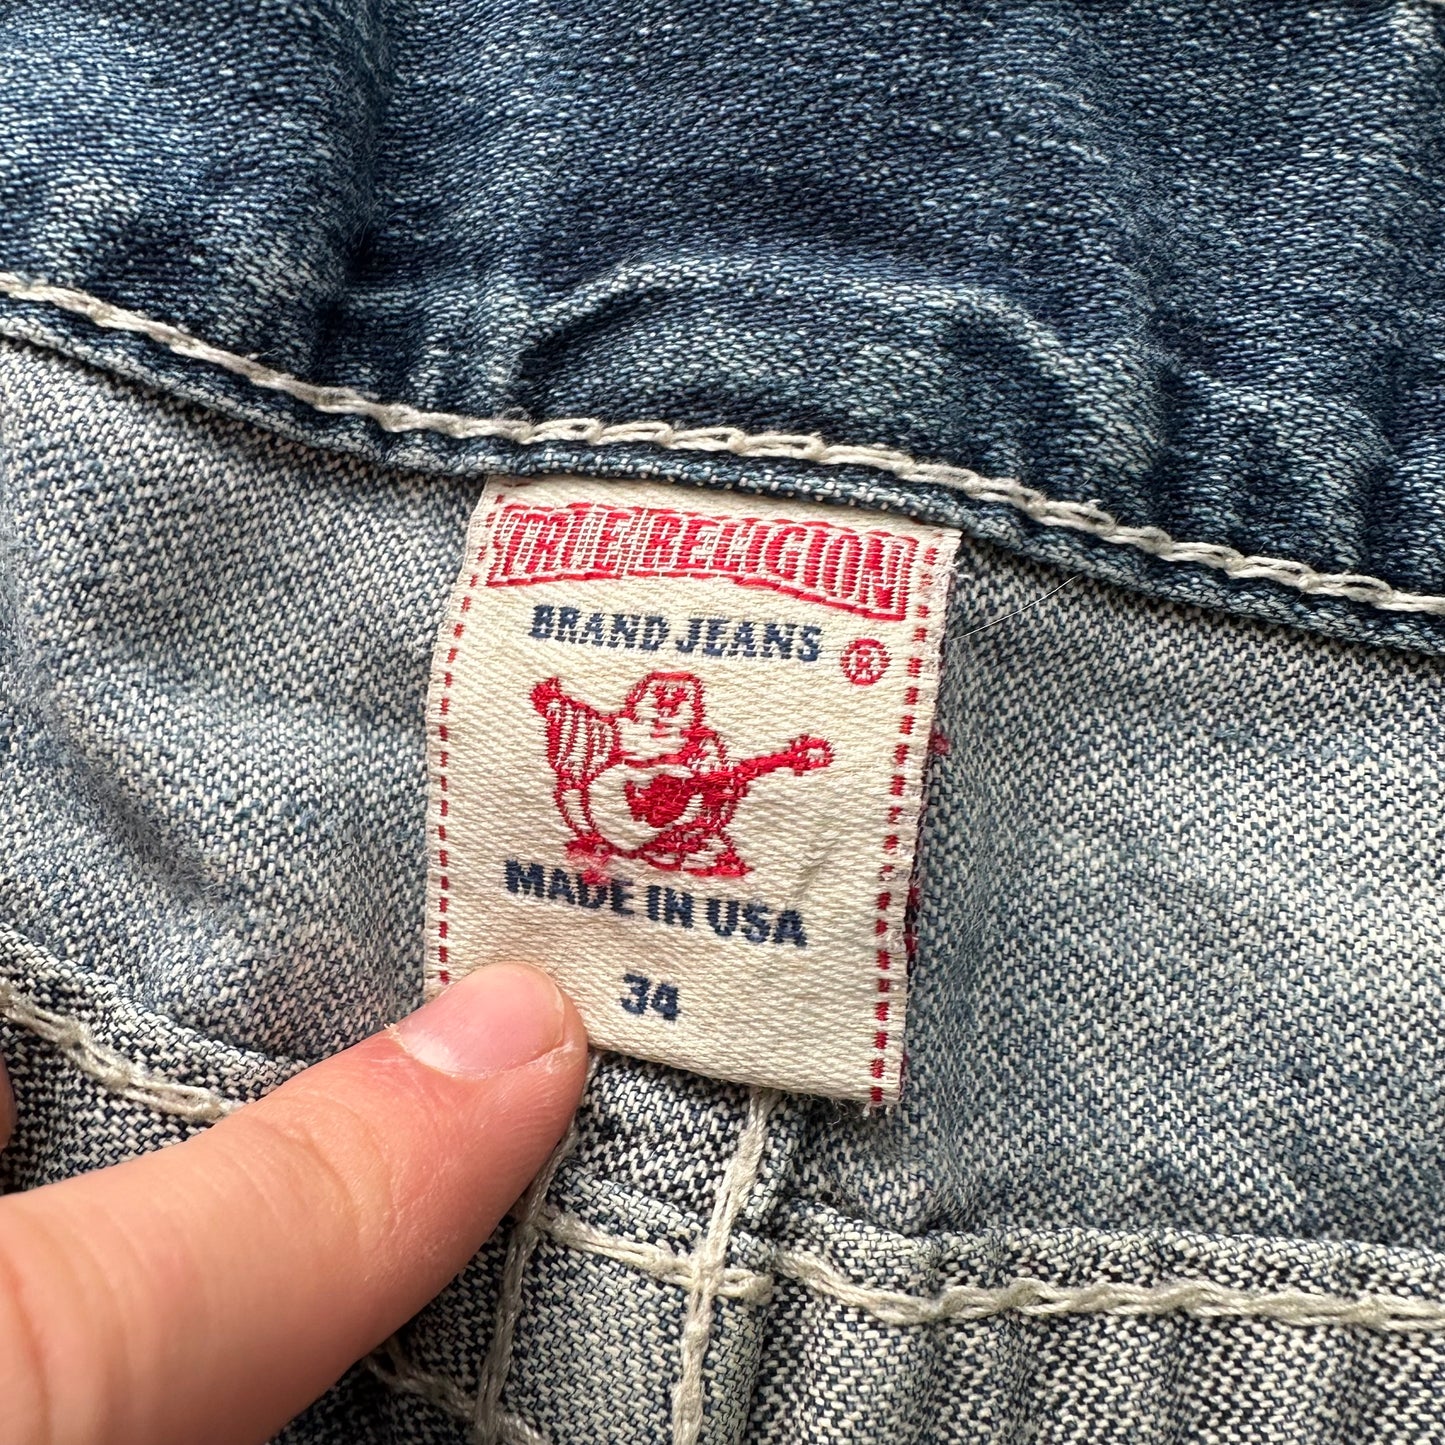 TRUE RELIGION
BRAND JEANS
®
MADE IN USA
34